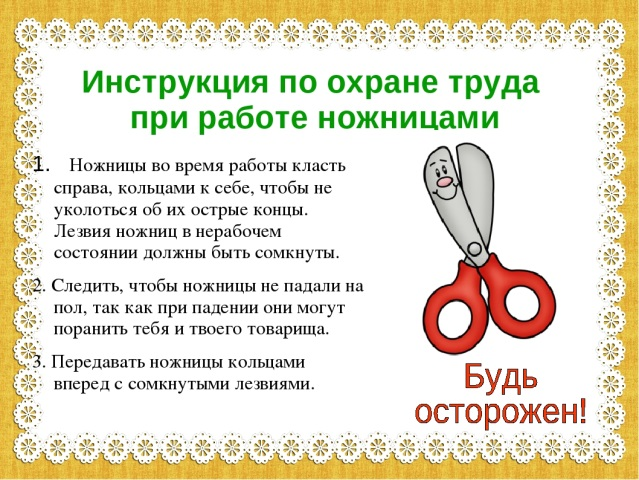 Инструкция по охране труда
при работе ножницами
1. Ножницы во время работы класть
справа, кольцами к себе, чтобы не
уколоться об их острые концы.
Лезвия ножниц в нерабочем
состоянии должны быть сомкнуты.
2. Следить, чтобы ножницы не падали на
пол, так как при падении они могут
поранить тебя и твоего товарища.
3. Передавать ножницы кольцами
вперед с сомкнутыми лезвиями.
Будь
осторожен!